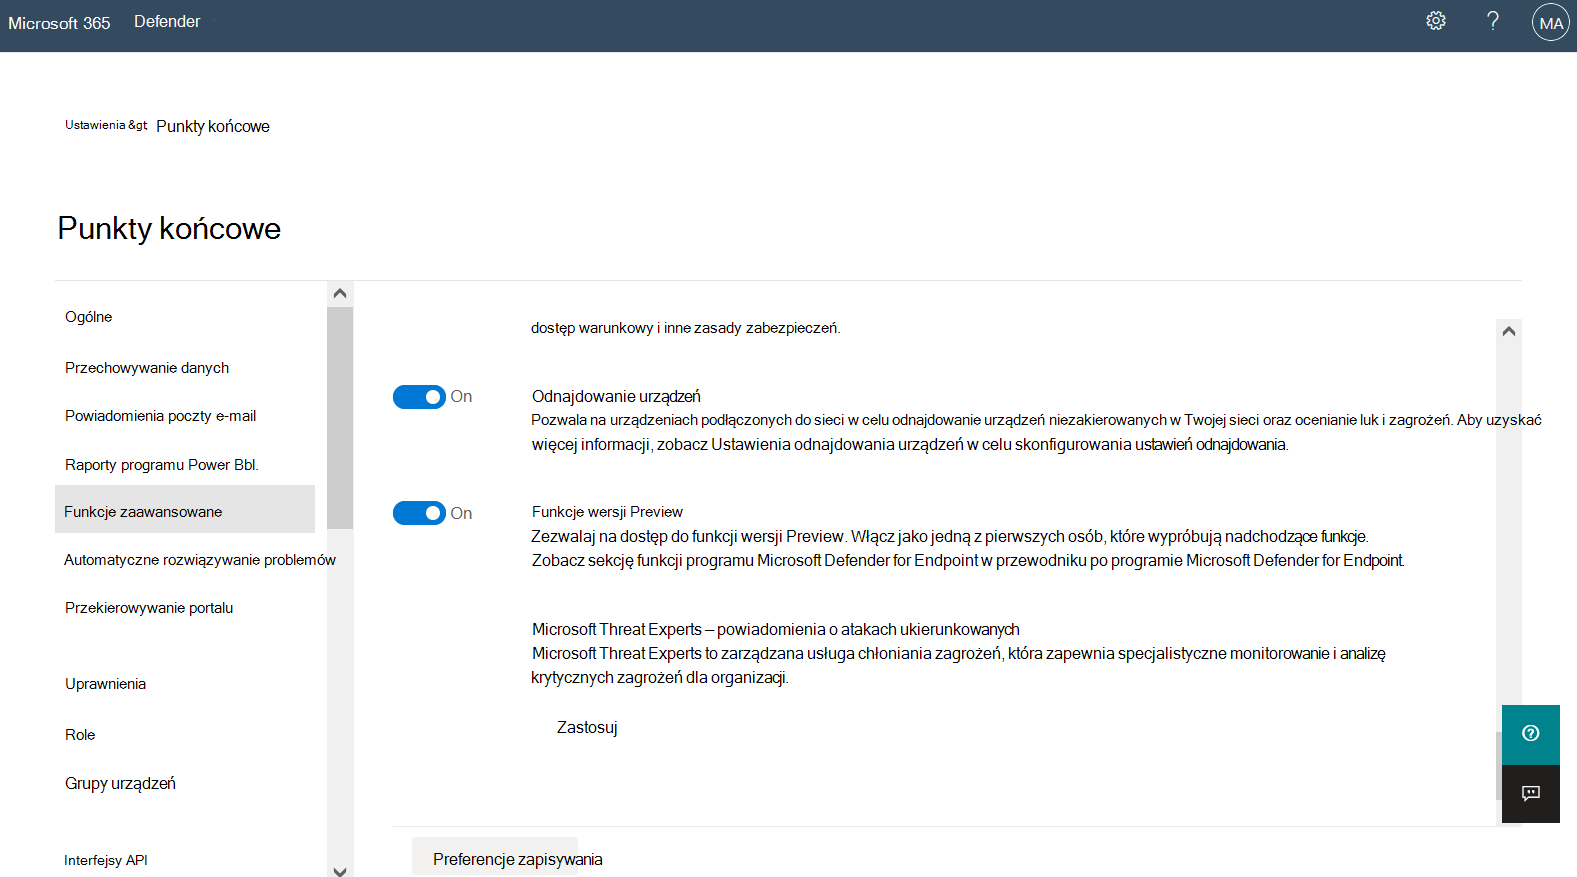 Microsoft 365 Defender
MA
Ustawienia &gt; Punkty końcowe
Punkty końcowe
Ogólne
Przechowywanie danych
Powiadomienia poczty e-mail
Raporty programu Power Bbl.
Funkcje zaawansowane
Automatyczne rozwiązywanie problemów
Przekierowywanie portalu
Uprawnienia
Role
Grupy urządzeń
Interfejsy API
dostęp warunkowy i inne zasady zabezpieczeń.
On
Odnajdowanie urządzeń
Pozwala na urządzeniach podłączonych do sieci w celu odnajdowanie urządzeń niezakierowanych w Twojej sieci oraz ocenianie luk i zagrożeń. Aby uzyskać
więcej informacji, zobacz Ustawienia odnajdowania urządzeń w celu skonfigurowania ustawień odnajdowania.
On
Funkcje wersji Preview
Zezwalaj na dostęp do funkcji wersji Preview. Włącz jako jedną z pierwszych osób, które wypróbują nadchodzące funkcje.
Zobacz sekcję funkcji programu Microsoft Defender for Endpoint w przewodniku po programie Microsoft Defender for Endpoint.
Microsoft Threat Experts — powiadomienia o atakach ukierunkowanych
Microsoft Threat Experts to zarządzana usługa chłoniania zagrożeń, która zapewnia specjalistyczne monitorowanie i analizę
krytycznych zagrożeń dla organizacji.
Zastosuj
Preferencje zapisywania